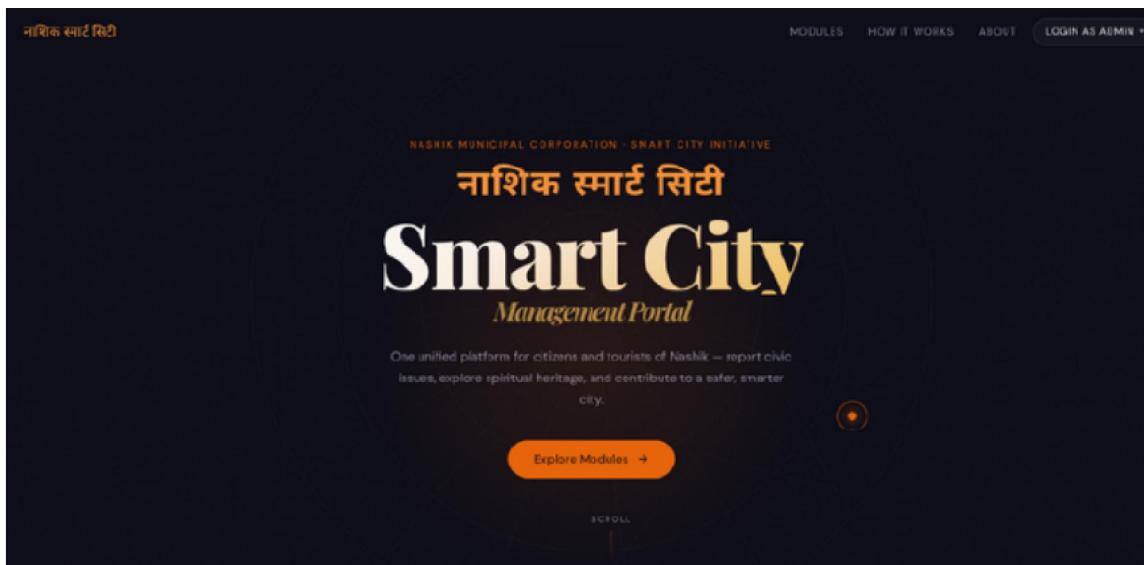 नाशिक स्मार्ट सिटी
MODULES HOW IT WORKS ABOUT LOGIN AS ADMIN
NASHIK MUNICIPAL CORPORATION · SMART CITY INITIATIVE
नाशिक स्मार्ट सिटी
Smart City
Management Portal
One unified platform for citizens and tourists of Nashik — report civic
issues, explore spiritual heritage, and contribute to a safer, smarter
city.
Explore Modules →
SCROLL